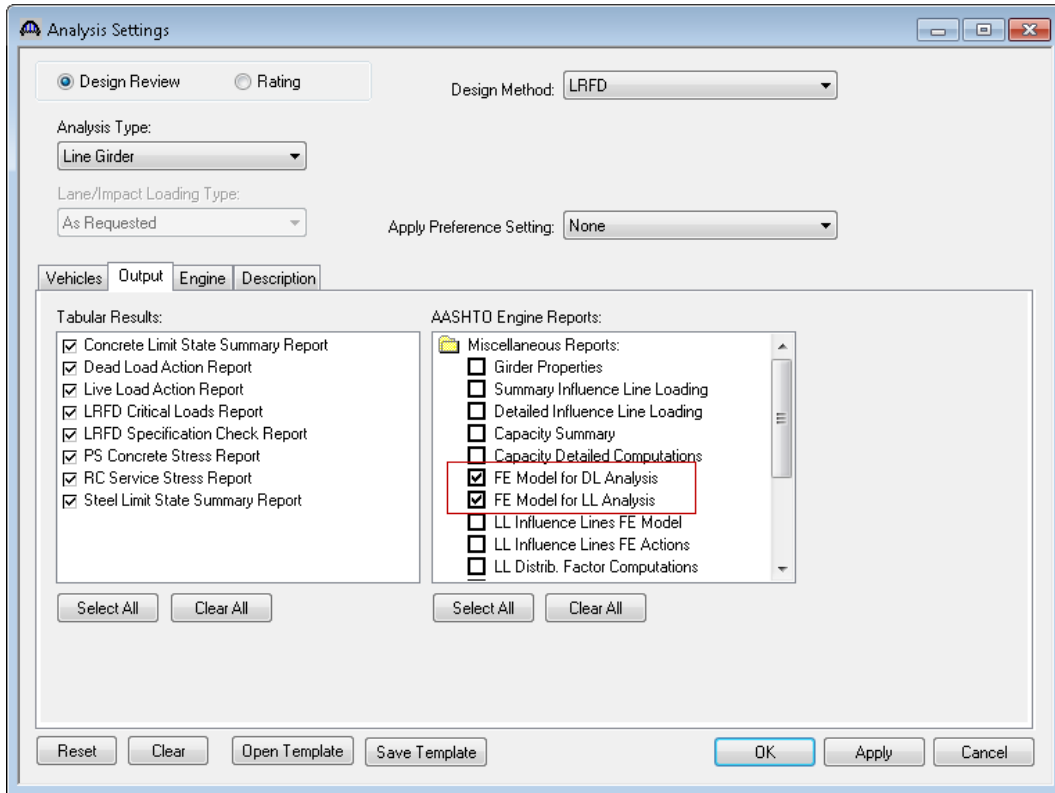 Analysis Settings
Design Review
Rating
Design Method: LRFD
Analysis Type:
Line Girder
Lane/Impact Loading Type:
As Requested
Apply Preference Setting: None
Vehicles Output Engine Description
Tabular Results:
Concrete Limit State Summary Report
Dead Load Action Report
Live Load Action Report
LRFD Critical Loads Report
LRFD Specification Check Report
PS Concrete Stress Report
RC Service Stress Report
Steel Limit State Summary Report
Select All Clear All
AASHTO Engine Reports:
Miscellaneous Reports:
Girder Properties
Summary Influence Line Loading
Detailed Influence Line Loading
Capacity Summary
Capacity Detailed Computations
FE Model for DL Analysis
FE Model for LL Analysis
LL Influence Lines FE Model
LL Influence Lines FE Actions
LL Distrib. Factor Computations
Select All Clear All
Reset Clear Open Template Save Template OK Apply Cancel